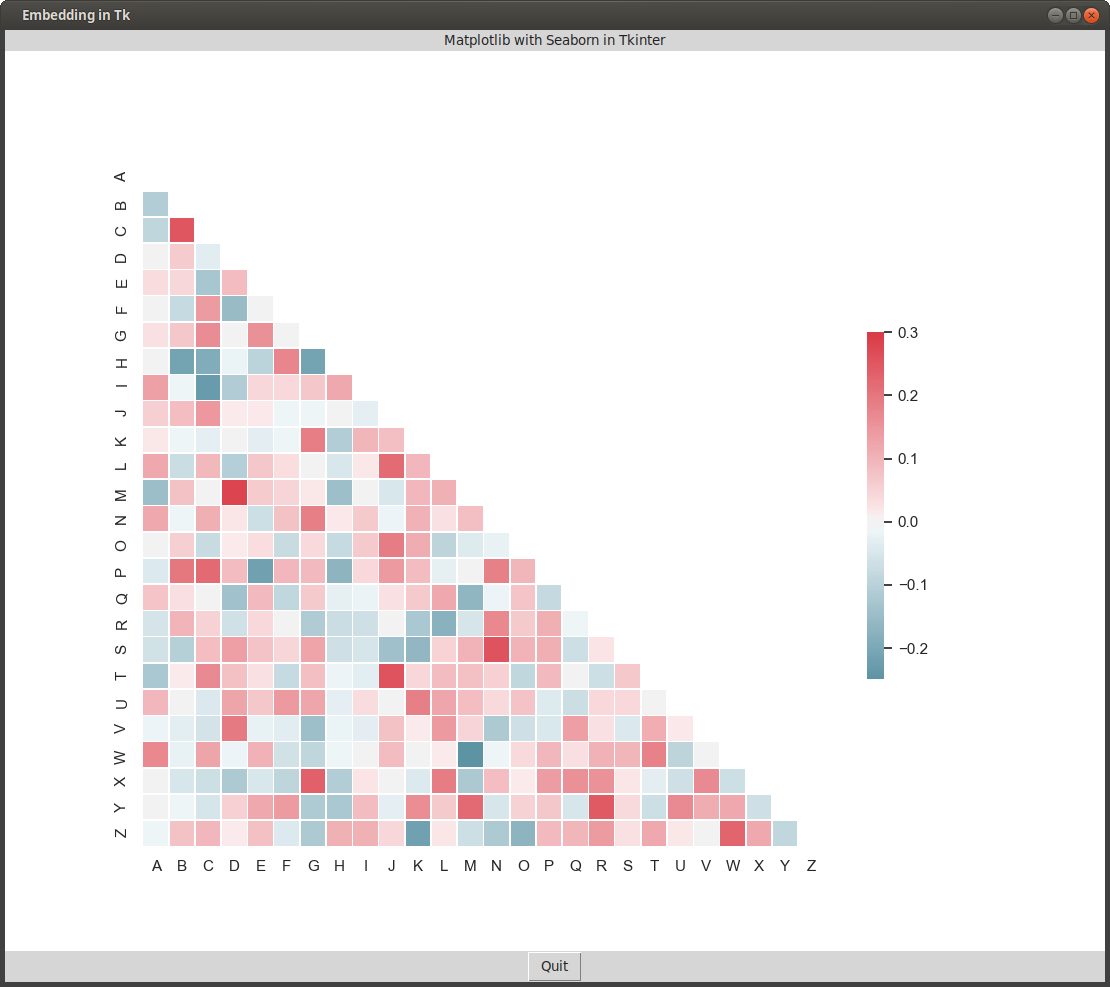 Embedding in Tk
Matplotlib with Seaborn in Tkinter
A
B
C
D
E
F
G
H
I
J
K
L
M
N
O
P
Q
R
S
T
U
V
W
X
Y
Z
A B C D E F G H I J K L M N O P Q R S T U V W X Y Z
0.3
0.2
0.1
0.0
−0.1
−0.2
Quit